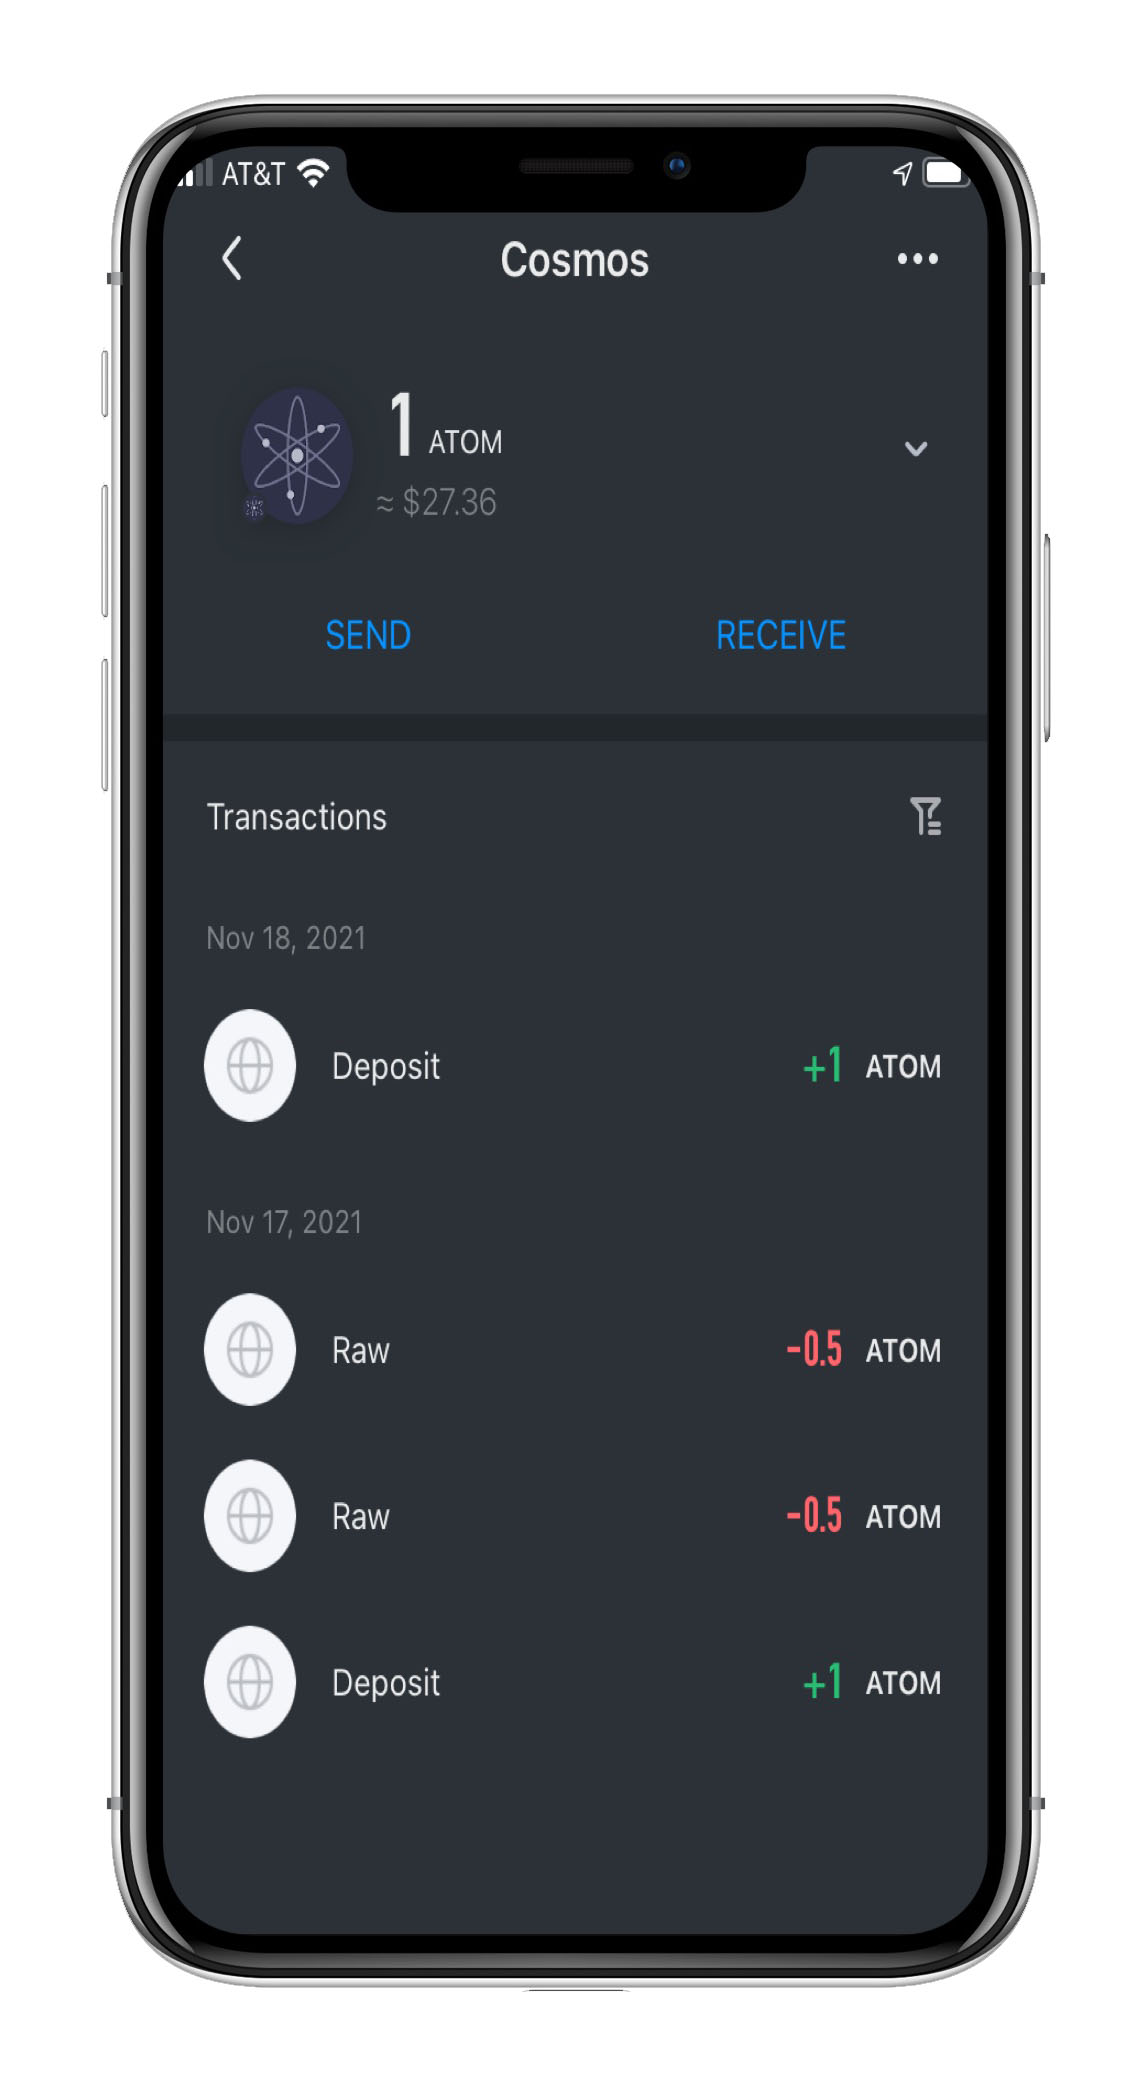 AT&T
Cosmos
1 ATOM
≈ $27.36
SEND RECEIVE
Transactions
Nov 18, 2021
Deposit +1 ATOM
Nov 17, 2021
Raw -0.5 ATOM
Raw -0.5 ATOM
Deposit +1 ATOM